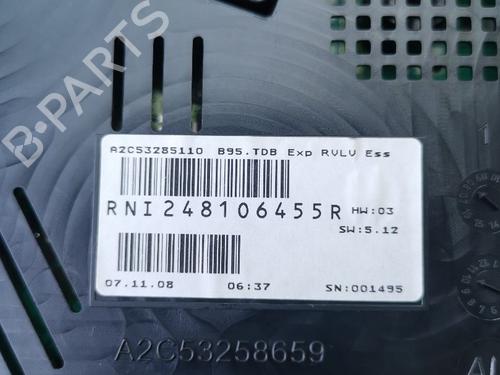 A2C53285110 B95.TDB Exp RVLV Ess
RNI248106455R HW:03
SW:5.12
07.11.08 06:37 SN:001495
A2C53258659